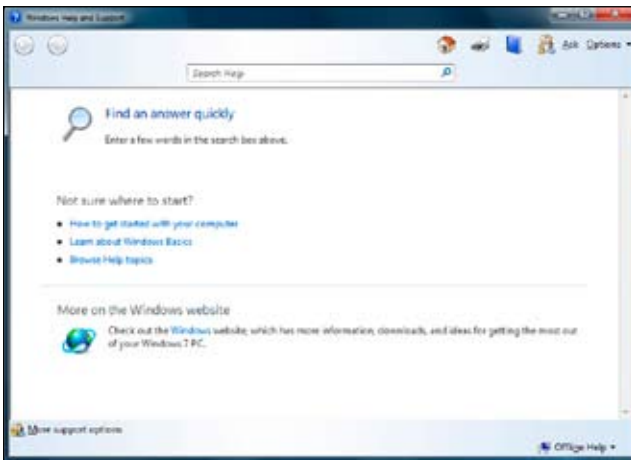 Windows Help and Support
Ask Options
Search Help
Find an answer quickly
Enter a few words in the search box above.
Not sure where to start?
How to get started with your computer
Learn about Windows Basics
Browse Help topics
More on the Windows website
Check out the Windows website, which has more information, downloads, and ideas for getting the most out
of your Windows 7 PC.
More support options
Offline Help